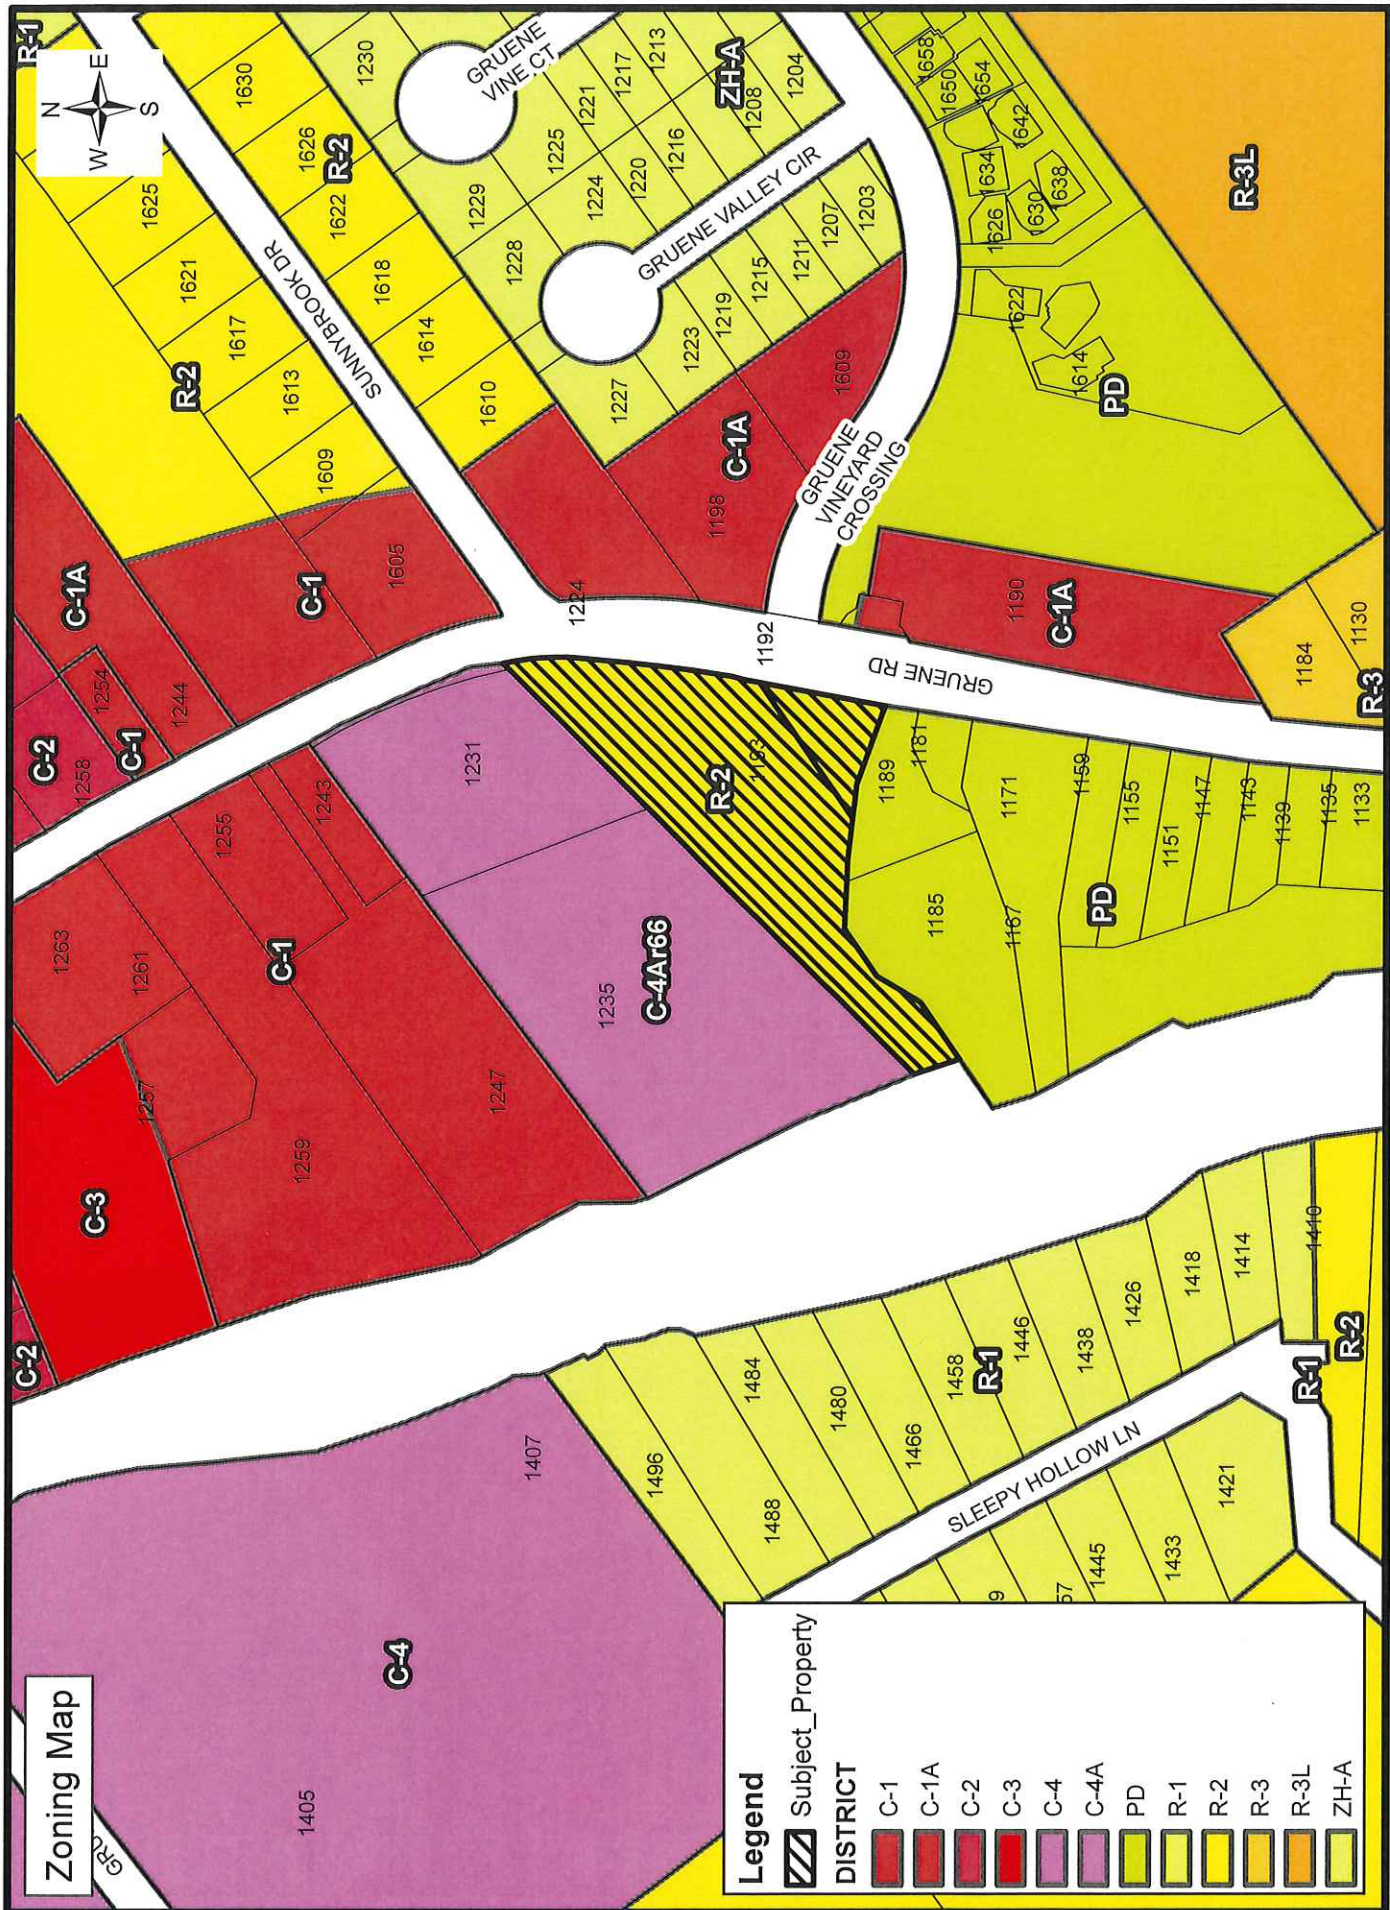 Zoning Map
N
W E
S
GRU
1405
C-4
1407
C-2
C-3
1257
1259
1247
1263
1261
C-1
1255
1243
C-2
1258
C-1
1254
1244
C-1A
C-1
1605
R-1
R-2
1609
1613
1617
1621
1625
SUNNYBROOK DR
1610
1614
1618
1622
1626
1630
R-2
1230
GRUENE
VINE CT
1229
1228
1225
1221
1217
1213
1224
1220
1216
ZH-A
1208
1204
GRUENE VALLEY CIR
1227
1223
1219
1215
1211
1207
1203
1231
1235
C-4Ar66
R-2
1193
1224
1198
C-1A
1609
1192
GRUENE
VINEYARD
CROSSING
GRUENE RD
1190
C-1A
1184
1130
R-3
1189
1181
1185
1171
1167
PD
1159
1155
1151
1147
1143
1139
1135
1133
1658
1650
1654
1642
1634
1638
1630
1626
1622
1614
PD
R-3L
1496
1488
1484
1480
1466
1458
R-1
1446
1438
1426
1418
1414
1410
R-2
R-1
SLEEPY HOLLOW LN
9
57
1445
1433
1421
Legend
Subject_Property
DISTRICT
C-1
C-1A
C-2
C-3
C-4
C-4A
PD
R-1
R-2
R-3
R-3L
ZH-A